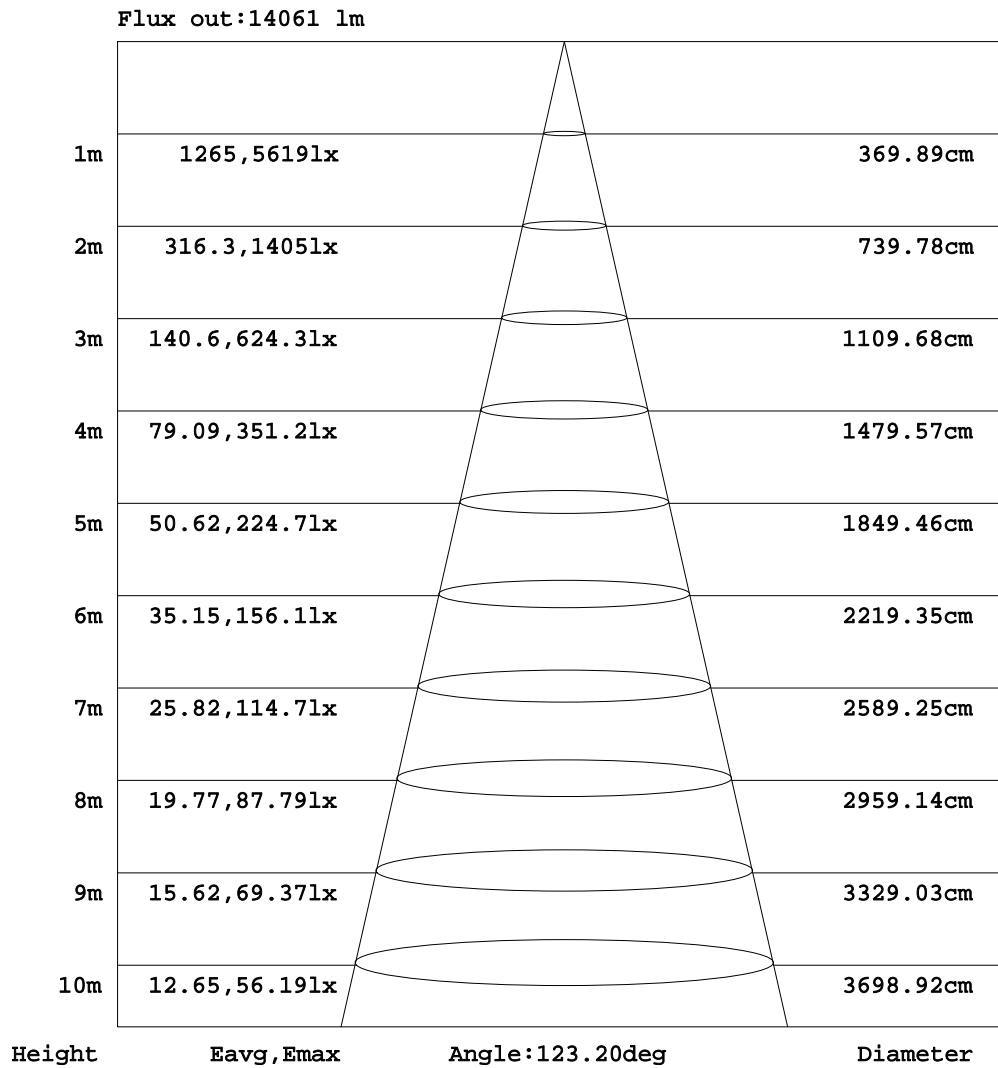 Flux out:14061 lm
1m 1265,5619lx 369.89cm
2m 316.3,1405lx 739.78cm
3m 140.6,624.3lx 1109.68cm
4m 79.09,351.2lx 1479.57cm
5m 50.62,224.7lx 1849.46cm
6m 35.15,156.1lx 2219.35cm
7m 25.82,114.7lx 2589.25cm
8m 19.77,87.79lx 2959.14cm
9m 15.62,69.37lx 3329.03cm
10m 12.65,56.19lx 3698.92cm
Height Eavg,Emax Angle:123.20deg Diameter